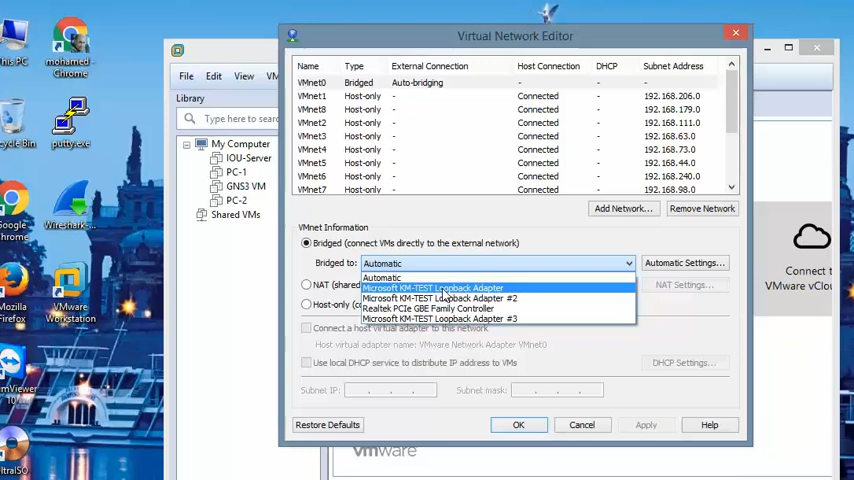 Virtual Network Editor
This PC
mohamed -
Chrome
ecycle Bin
putty.exe
Google
Chrome
Wireshark-...
Mozilla
Firefox
VMware
Workstation
amViewer
10
ltraISO
File Edit View VM
Library
Type here to searc
My Computer
IOU-Server
PC-1
GNS3 VM
PC-2
Shared VMs
Name Type External Connection Host Connection DHCP Subnet Address
VMnet0 Bridged Auto-bridging - - -
VMnet1 Host-only - Connected - 192.168.206.0
VMnet8 Host-only - Connected - 192.168.179.0
VMnet2 Host-only - Connected - 192.168.111.0
VMnet3 Host-only - Connected - 192.168.63.0
VMnet4 Host-only - Connected - 192.168.73.0
VMnet5 Host-only - Connected - 192.168.44.0
VMnet6 Host-only - Connected - 192.168.240.0
VMnet7 Host-only - Connected - 192.168.98.0
Add Network... Remove Network
VMnet Information
Bridged (connect VMs directly to the external network)
Bridged to: Automatic Automatic Settings...
Automatic
Microsoft KM-TEST Loopback Adapter
Microsoft KM-TEST Loopback Adapter #2
Realtek PCIe GBE Family Controller
Microsoft KM-TEST Loopback Adapter #3
NAT (shared NAT Settings...
Host-only (co
Connect a host virtual adapter to this network
Host virtual adapter name: VMware Network Adapter VMnet0
Use local DHCP service to distribute IP address to VMs DHCP Settings...
Subnet IP: . . . Subnet mask: . . .
Restore Defaults OK Cancel Apply Help
Connect t
VMware vClou
vmware